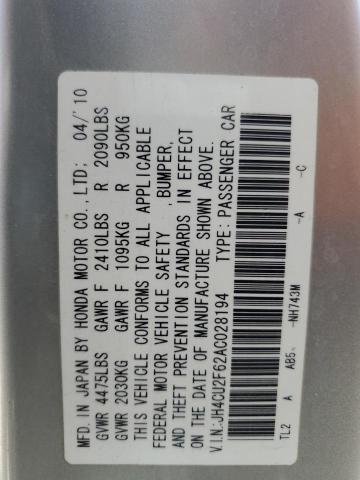 MFD. IN JAPAN BY HONDA MOTOR CO., LTD; 04/'10
GVWR 4475LBS GAWR F 2410LBS R 2090LBS
GVWR 2030KG GAWR F 1095KG R 950KG
THIS VEHICLE CONFORMS TO ALL APPLICABLE
FEDERAL MOTOR VEHICLE SAFETY , BUMPER,
AND THEFT PREVENTION STANDARDS IN EFFECT
ON THE DATE OF MANUFACTURE SHOWN ABOVE.
V.I.N:JH4CU2F62AC028194 TYPE: PASSENGER CAR
TL2 A AB5 -NH743M -A -C